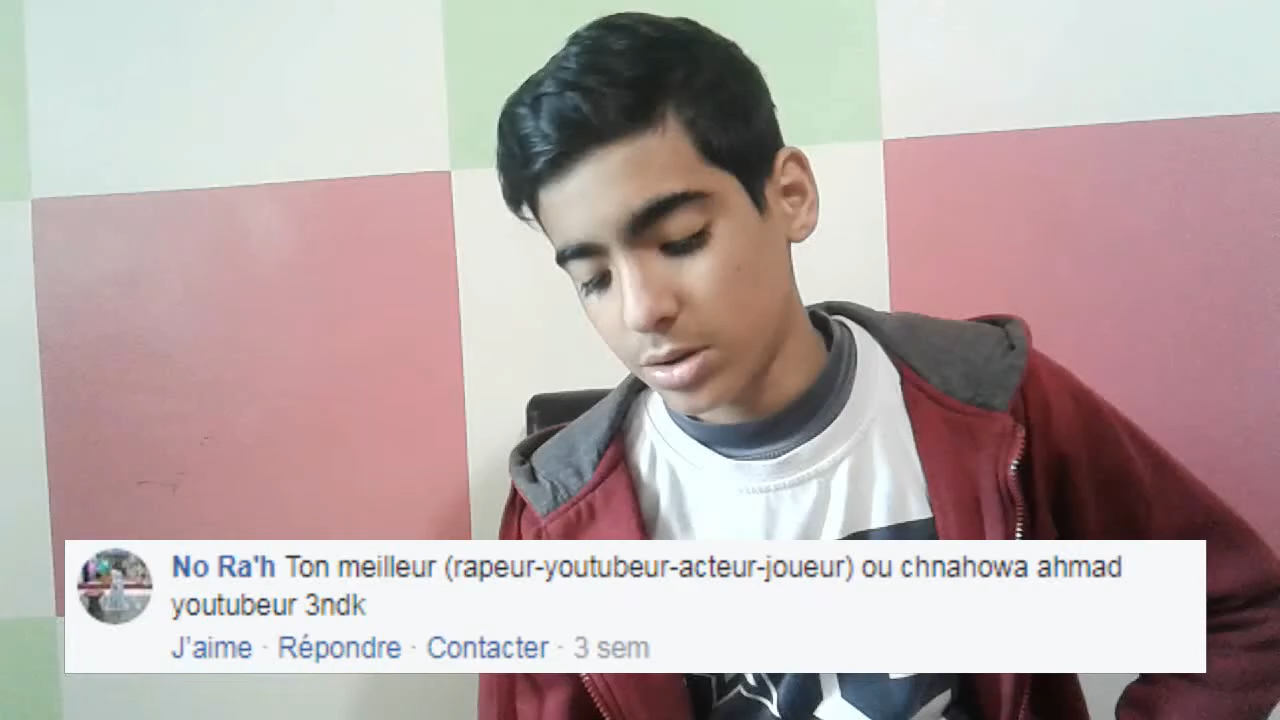 No Ra'h Ton meilleur (rapeur-youtubeur-acteur-joueur) ou chnahowa ahmad
youtubeur 3ndk
J'aime · Répondre · Contacter · 3 sem